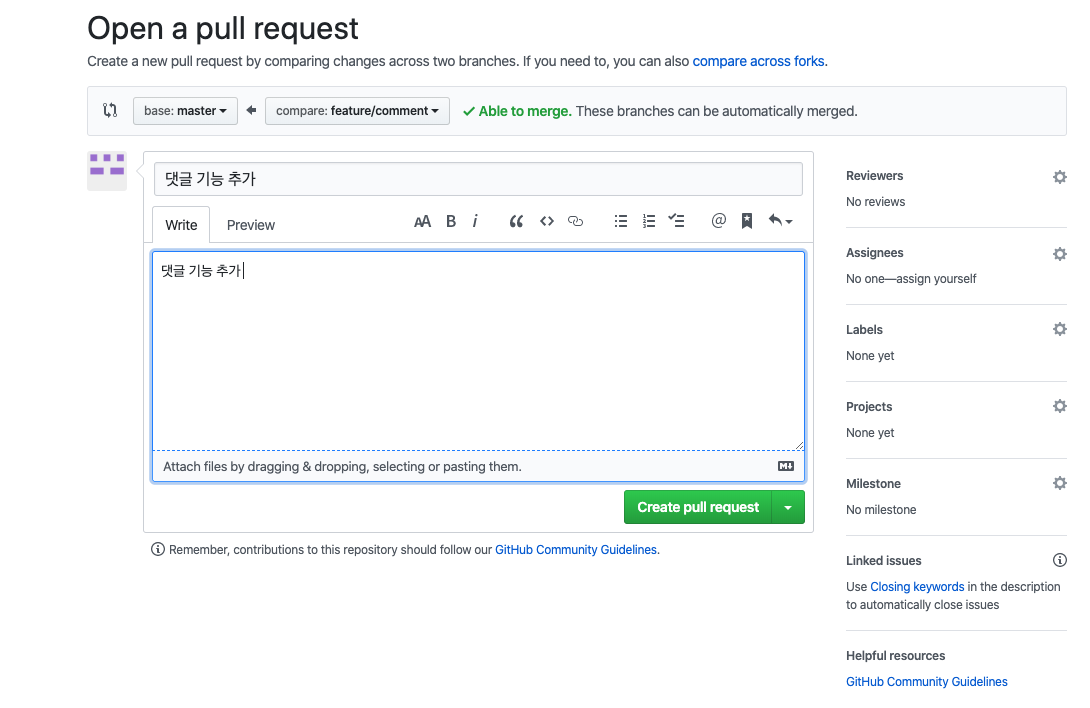 Open a pull request
Create a new pull request by comparing changes across two branches. If you need to, you can also compare across forks.
base: master compare: feature/comment Able to merge. These branches can be automatically merged.
댓글 기능 추가
Write Preview AA B i
댓글 기능 추가
Attach files by dragging & dropping, selecting or pasting them.
Create pull request
Remember, contributions to this repository should follow our GitHub Community Guidelines.
Reviewers
No reviews
Assignees
No one—assign yourself
Labels
None yet
Projects
None yet
Milestone
No milestone
Linked issues
Use Closing keywords in the description
to automatically close issues
Helpful resources
GitHub Community Guidelines